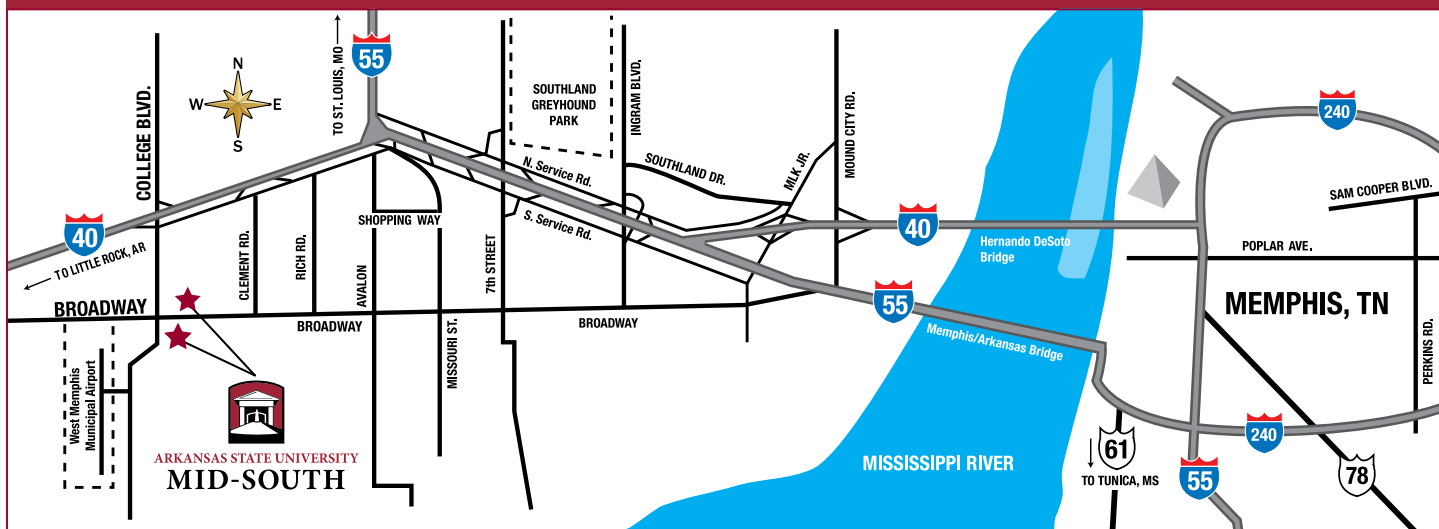 TO ST. LOUIS, MO
55
COLLEGE BLVD.
N
W
E
S
SOUTHLAND
GREYHOUND
PARK
INGRAM BLVD.
MOUND CITY RD.
240
N. Service Rd.
SOUTHLAND DR.
MLK JR.
SAM COOPER BLVD.
SHOPPING WAY
S. Service Rd.
40
TO LITTLE ROCK, AR
40
Hernando DeSoto
Bridge
POPLAR AVE.
CLEMENT RD.
RICH RD.
AVALON
7th STREET
BROADWAY
BROADWAY
BROADWAY
55
MEMPHIS, TN
Memphis/Arkansas Bridge
MISSOURI ST.
PERKINS RD.
West Memphis
Municipal Airport
ARKANSAS STATE UNIVERSITY
MID-SOUTH
MISSISSIPPI RIVER
61
TO TUNICA, MS
240
55
78